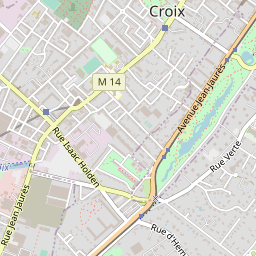 Croix
M 14
Avenue Jean Jaurès
Rue Isaac Holden
Rue Verte
Rue Jean Jaurès
Rue d'Hem